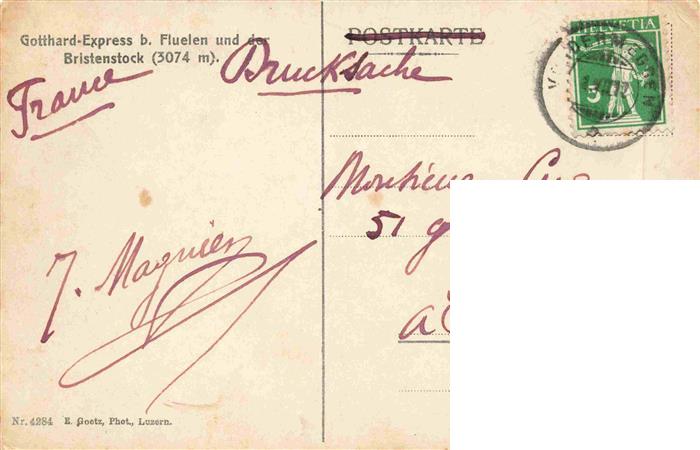 Gotthard-Express b. Fluelen und der
Bristenstock (3074 m).
POSTKARTE
HELVETIA
5
France
Drucksache
Monsieur
51
à
J. Magnier
Nr. 4284 E. Goetz, Phot., Luzern.